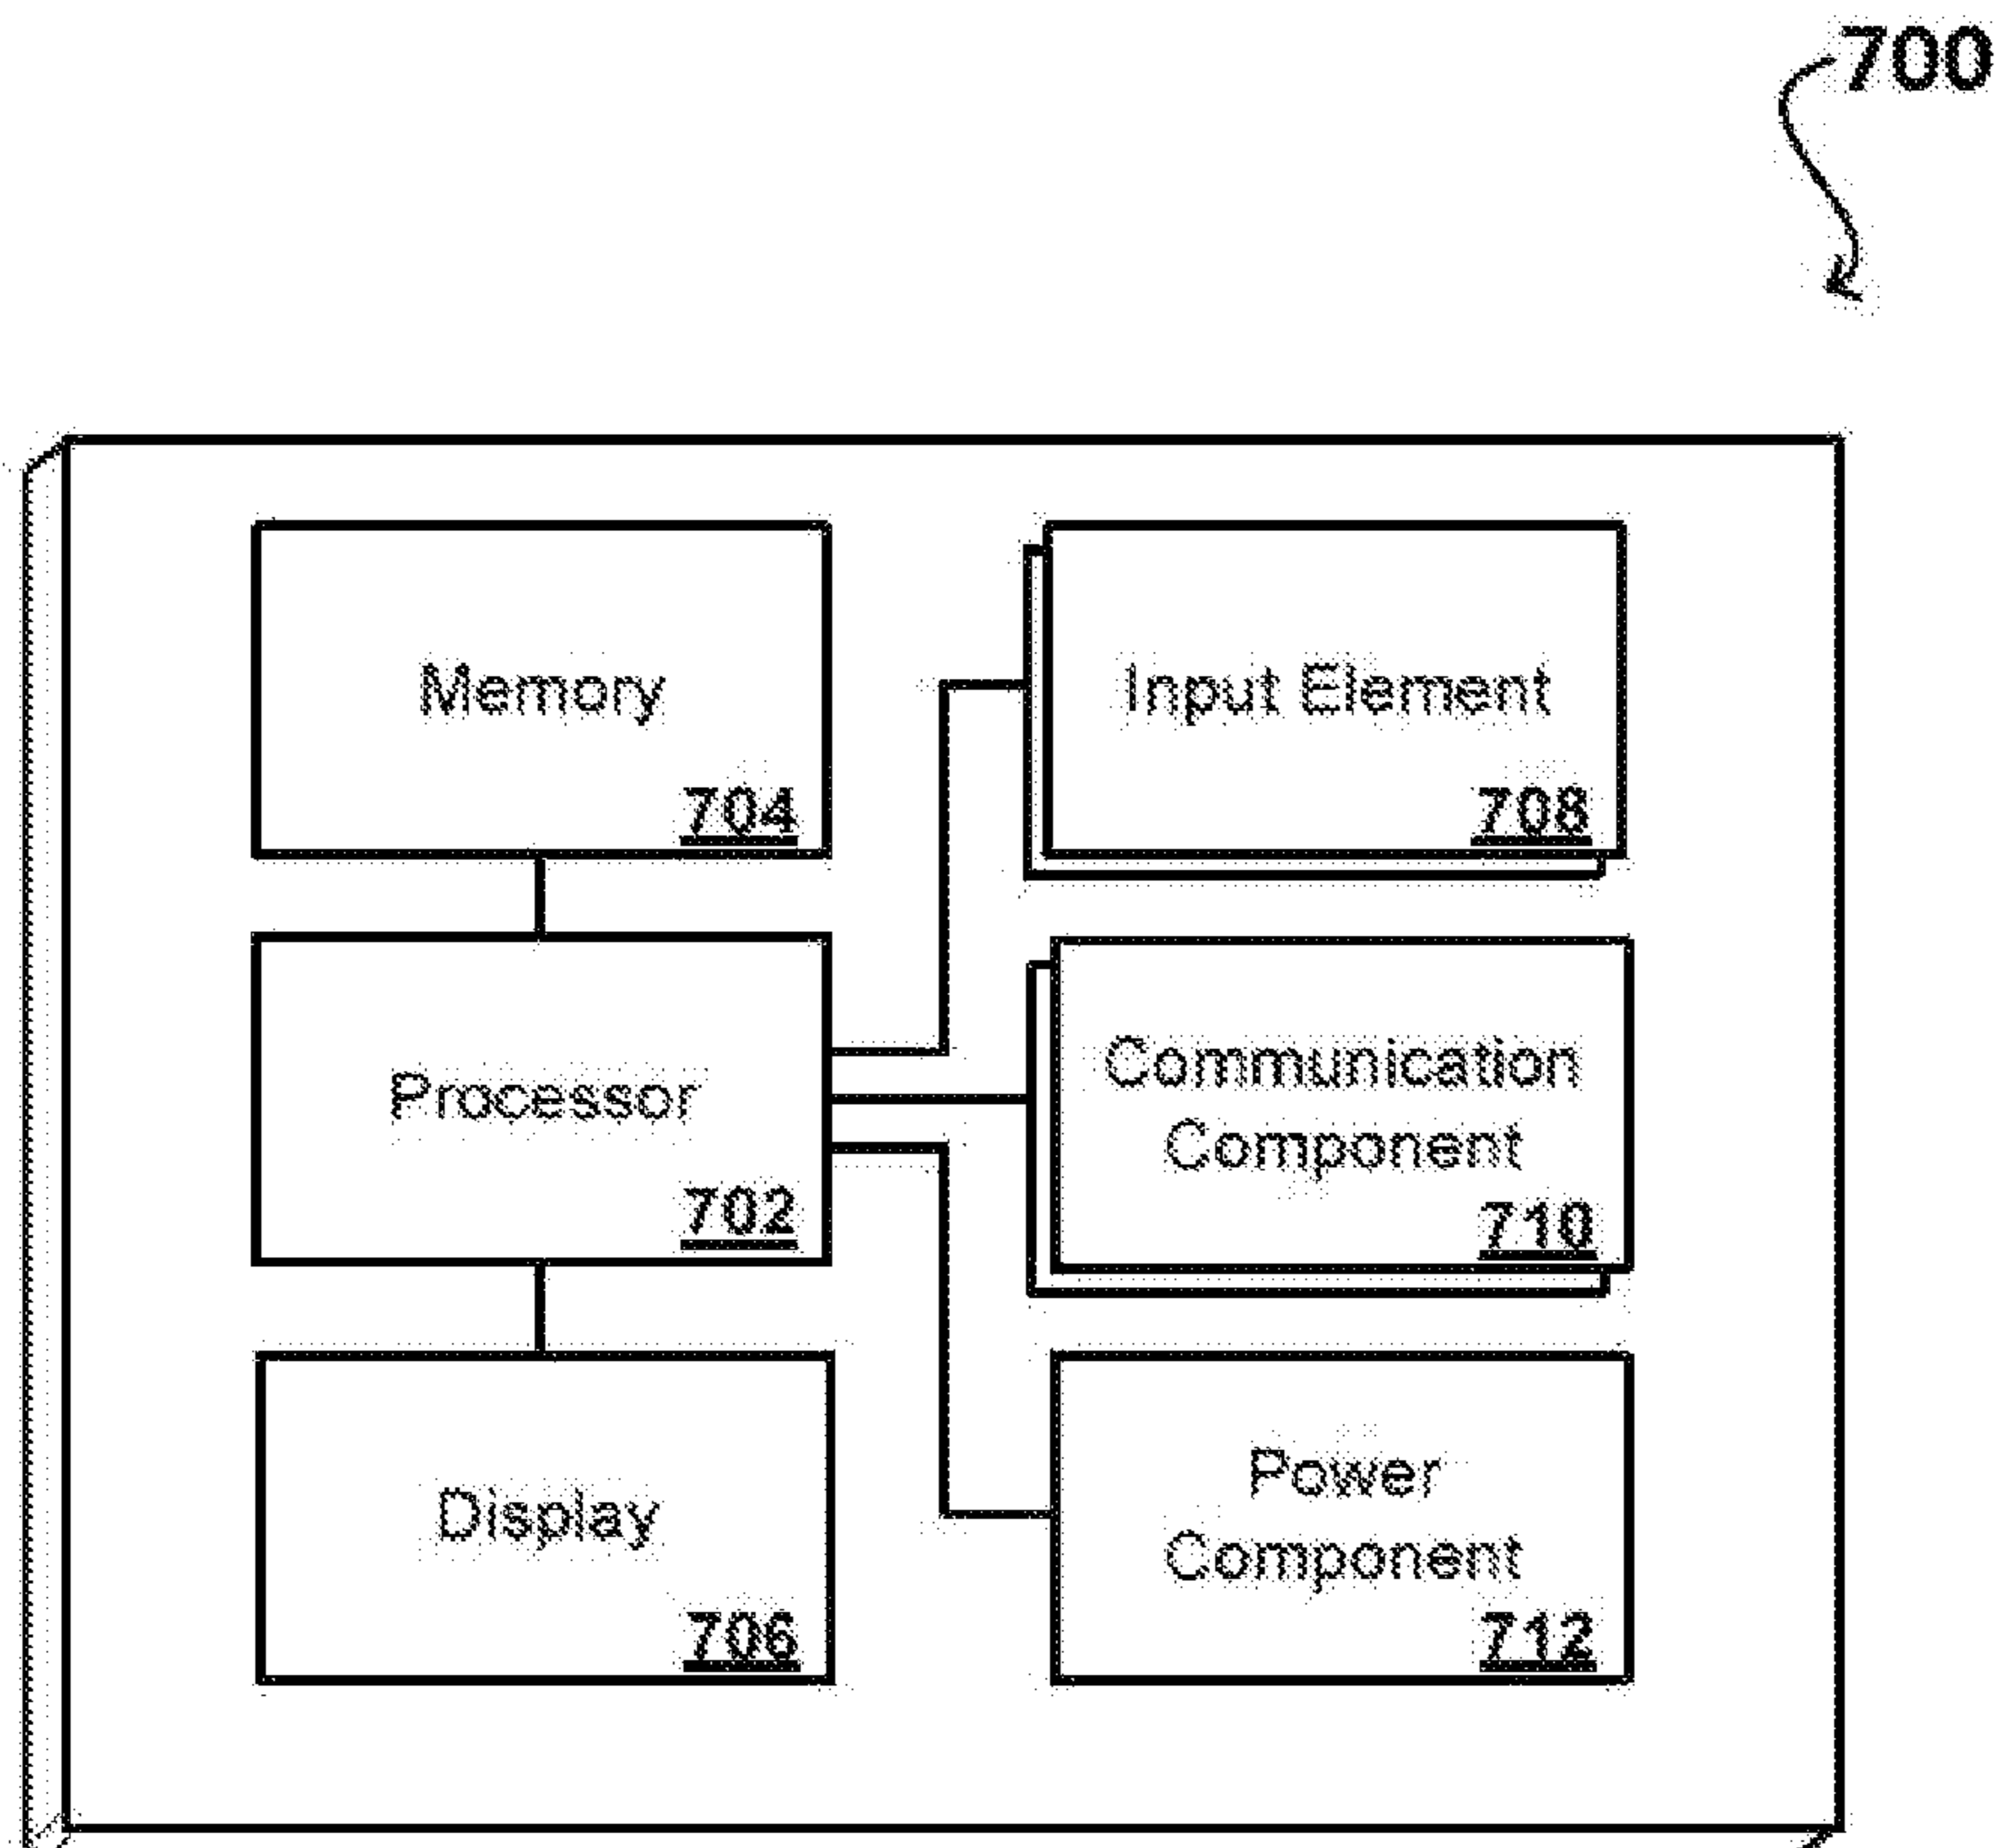 700
Memory
704
Input Element
708
Processor
702
Communication
Component
710
Display
706
Power
Component
712